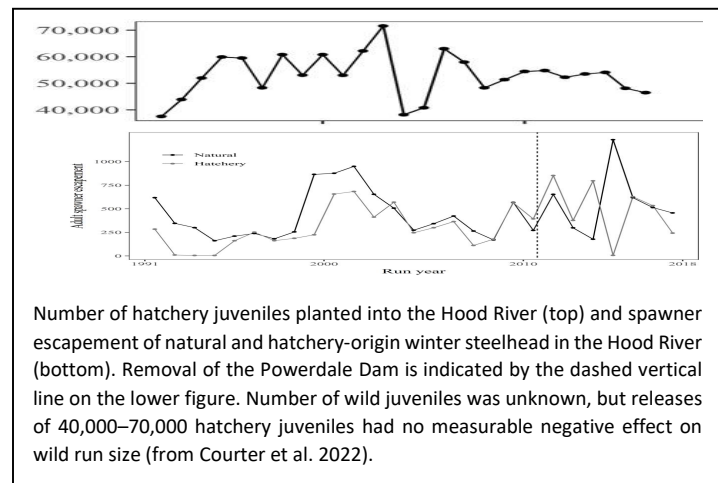 70,000
60,000
50,000
40,000
1000
750
500
250
0
Adult spawner escapement
Natural
Hatchery
1991
2000
2010
2018
Run year
Number of hatchery juveniles planted into the Hood River (top) and spawner
escapement of natural and hatchery-origin winter steelhead in the Hood River
(bottom). Removal of the Powerdale Dam is indicated by the dashed vertical
line on the lower figure. Number of wild juveniles was unknown, but releases
of 40,000–70,000 hatchery juveniles had no measurable negative effect on
wild run size (from Courter et al. 2022).